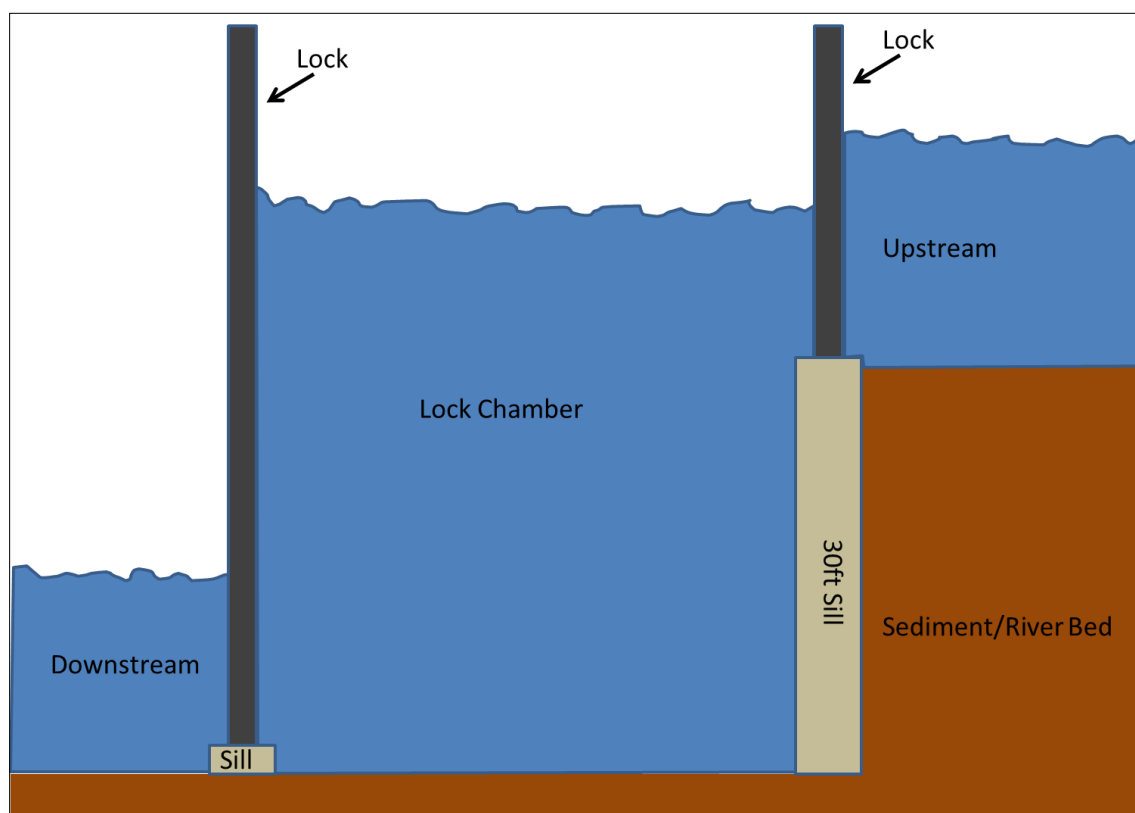 Lock
Lock
Upstream
Lock Chamber
30ft Sill
Sediment/River Bed
Downstream
Sill